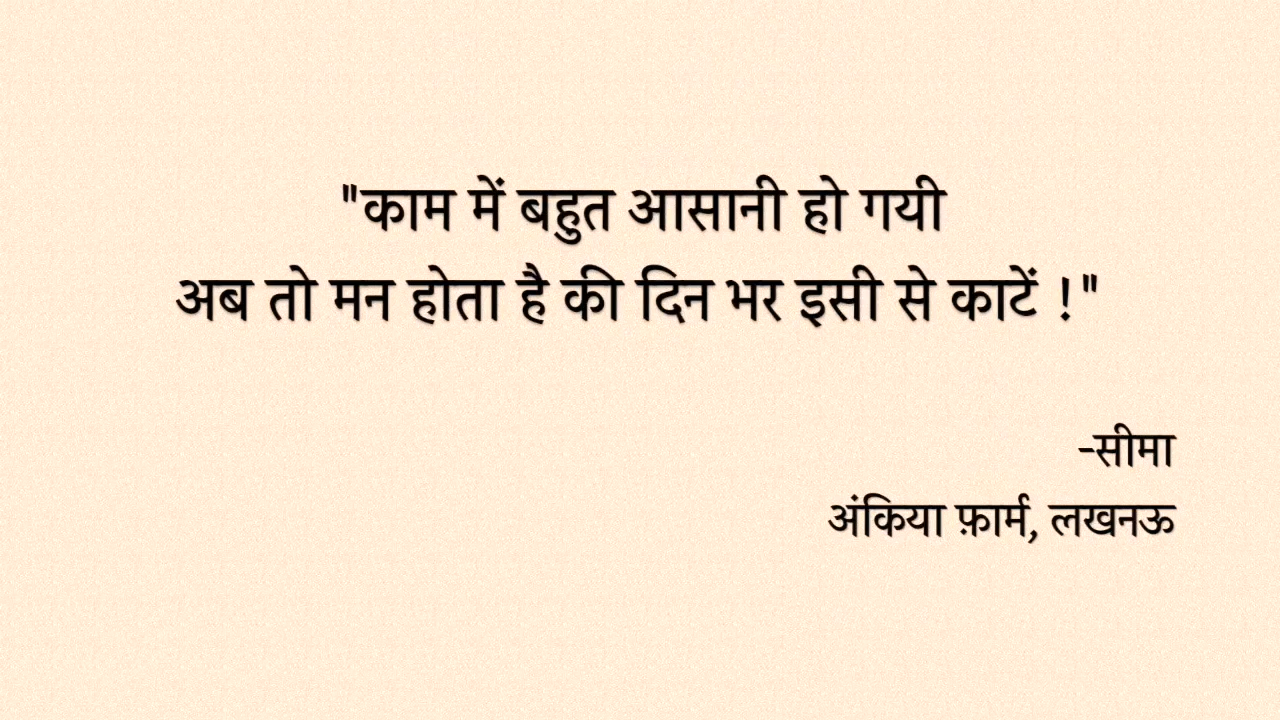 "काम में बहुत आसानी हो गयी
अब तो मन होता है की दिन भर इसी से काटें !"
-सीमा
अंकिया फ़ार्म, लखनऊ